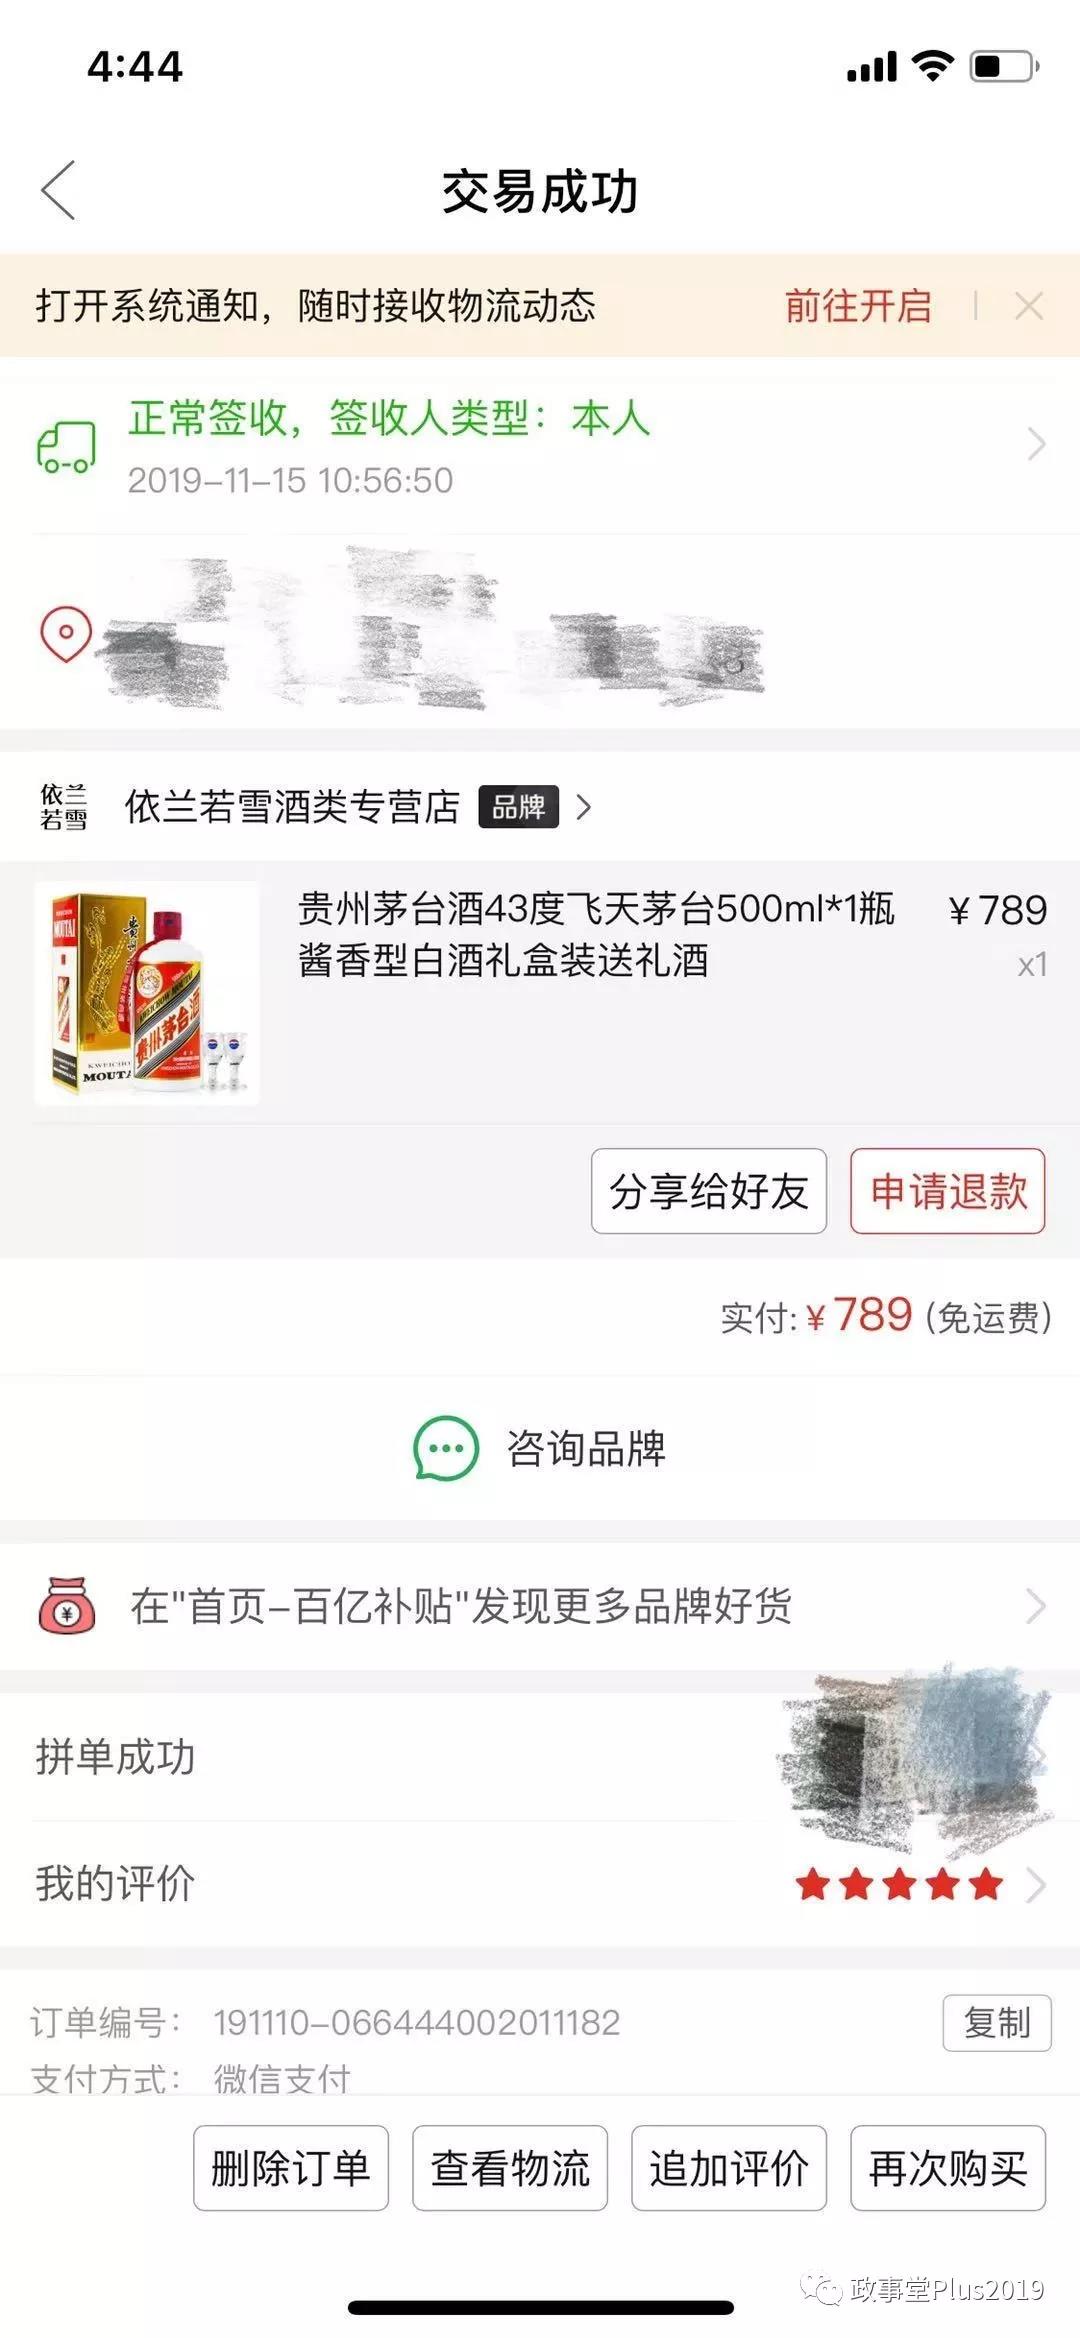 4:44
交易成功
打开系统通知，随时接收物流动态 前往开启
正常签收，签收人类型：本人
2019-11-15 10:56:50
依兰若雪
依兰若雪酒类专营店 品牌
贵州茅台酒43度飞天茅台500ml*1瓶 ¥789
酱香型白酒礼盒装送礼酒 x1
MOUTAI
贵州茅台酒
KWEICHOW MOUTAI
分享给好友 申请退款
实付:¥789 (免运费)
咨询品牌
在"首页-百亿补贴"发现更多品牌好货
拼单成功
我的评价
订单编号： 191110-066444002011182 复制
支付方式： 微信支付
删除订单 查看物流 追加评价 再次购买
政事堂Plus2019